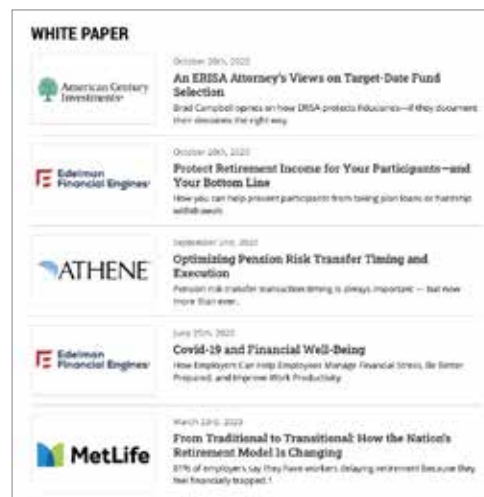 WHITE PAPER
American Century
Investments
October 28th, 2020
An ERISA Attorney's Views on Target-Date Fund
Selection
Brad Campbell opines on how ERISA protects fiduciaries—if they document
their decisions the right way.
Edelman
Financial Engines
October 28th, 2020
Protect Retirement Income for Your Participants—and
Your Bottom Line
How you can help prevent participants from taking plan loans or hardship
withdrawals
ATHENE
September 2020
Optimizing Pension Risk Transfer Timing and
Execution
Pension risk transfer transaction timing is always important — but now
more than ever.
Edelman
Financial Engines
June 25th, 2020
Covid-19 and Financial Well-Being
How Employers Can Help Employees Manage Financial Stress, Be Better
Prepared, and Improve Work Productivity
MetLife
March 23rd, 2020
From Traditional to Transitional: How the Nation's
Retirement Model Is Changing
of employers say they have workers delaying retirement because they
feel financially trapped.¹